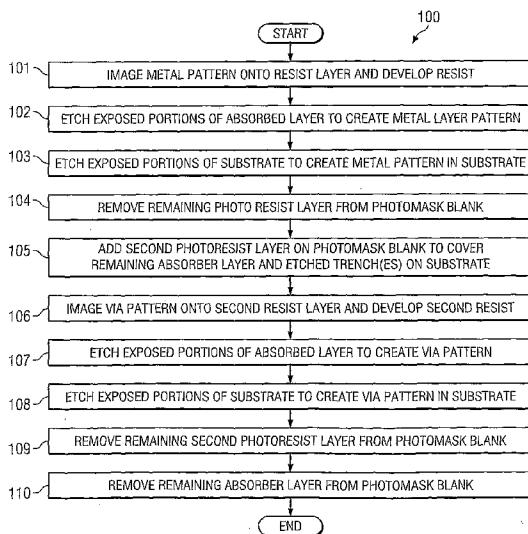 START
100
101
IMAGE METAL PATTERN ONTO RESIST LAYER AND DEVELOP RESIST
102
ETCH EXPOSED PORTIONS OF ABSORBED LAYER TO CREATE METAL LAYER PATTERN
103
ETCH EXPOSED PORTIONS OF SUBSTRATE TO CREATE METAL PATTERN IN SUBSTRATE
104
REMOVE REMAINING PHOTO RESIST LAYER FROM PHOTOMASK BLANK
105
ADD SECOND PHOTORESIST LAYER ON PHOTOMASK BLANK TO COVER
REMAINING ABSORBER LAYER AND ETCHED TRENCH(ES) ON SUBSTRATE
106
IMAGE VIA PATTERN ONTO SECOND RESIST LAYER AND DEVELOP SECOND RESIST
107
ETCH EXPOSED PORTIONS OF ABSORBED LAYER TO CREATE VIA PATTERN
108
ETCH EXPOSED PORTIONS OF SUBSTRATE TO CREATE VIA PATTERN IN SUBSTRATE
109
REMOVE REMAINING SECOND PHOTORESIST LAYER FROM PHOTOMASK BLANK
110
REMOVE REMAINING ABSORBER LAYER FROM PHOTOMASK BLANK
END